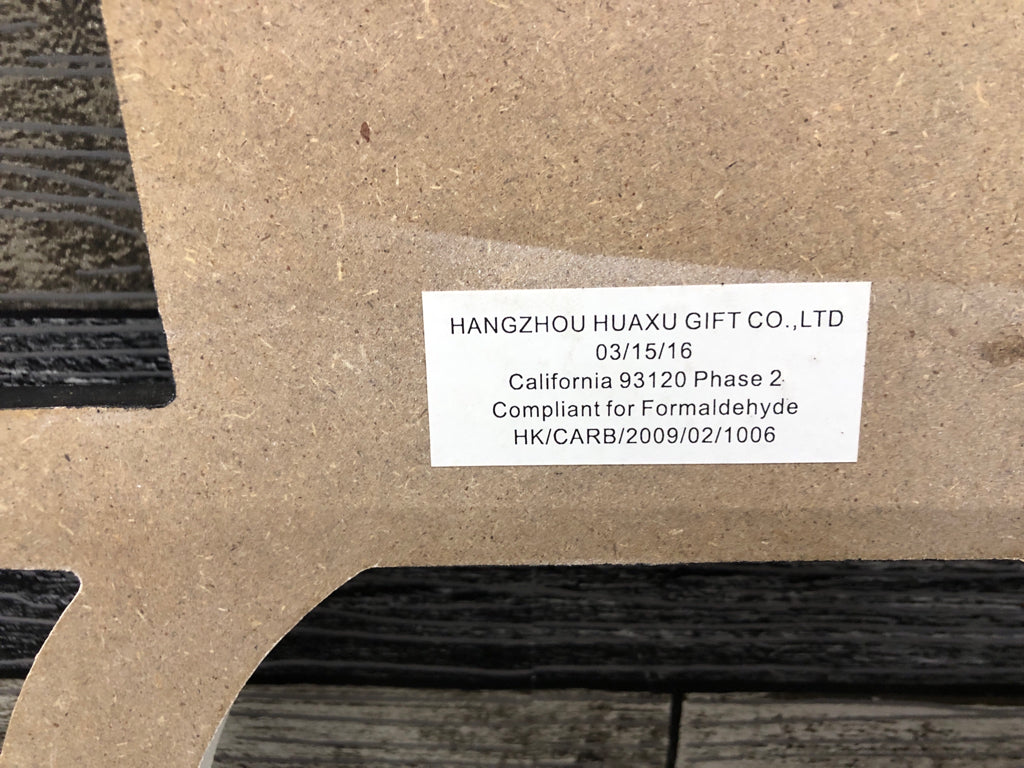 HANGZHOU HUAXU GIFT CO.,LTD
03/15/16
California 93120 Phase 2
Compliant for Formaldehyde
HK/CARB/2009/02/1006